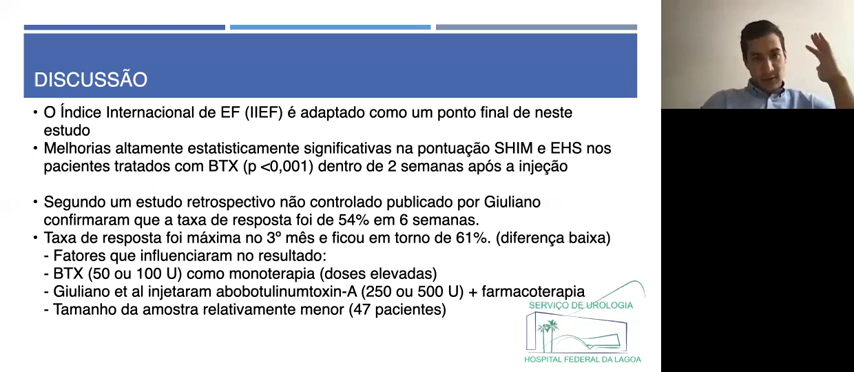 DISCUSSÃO
• O Índice Internacional de EF (IIEF) é adaptado como um ponto final de neste
estudo
• Melhorias altamente estatisticamente significativas na pontuação SHIM e EHS nos
pacientes tratados com BTX (p <0,001) dentro de 2 semanas após a injeção
• Segundo um estudo retrospectivo não controlado publicado por Giuliano
confirmaram que a taxa de resposta foi de 54% em 6 semanas.
• Taxa de resposta foi máxima no 3º mês e ficou em torno de 61%. (diferença baixa)
- Fatores que influenciaram no resultado:
- BTX (50 ou 100 U) como monoterapia (doses elevadas)
- Giuliano et al injetaram abobotulinumtoxin-A (250 ou 500 U) + farmacoterapia
- Tamanho da amostra relativamente menor (47 pacientes)
SERVIÇO DE UROLOGIA
HOSPITAL FEDERAL DA LAGOA